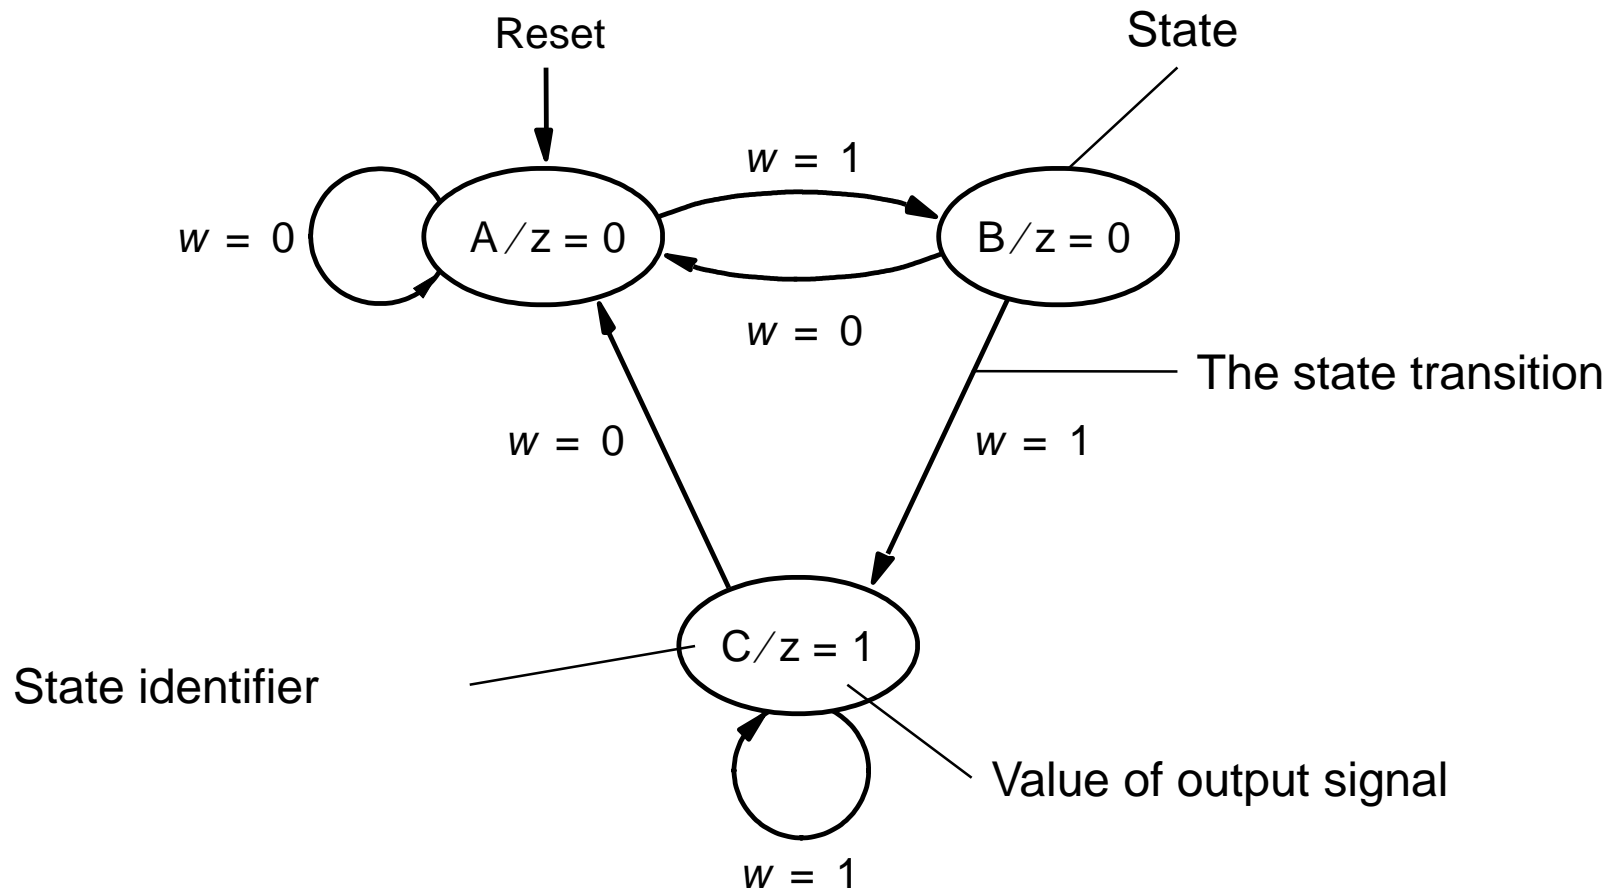 Reset
State
w = 1
w = 0
A/z = 0
B/z = 0
w = 0
The state transition
w = 0
w = 1
C/z = 1
State identifier
Value of output signal
w = 1